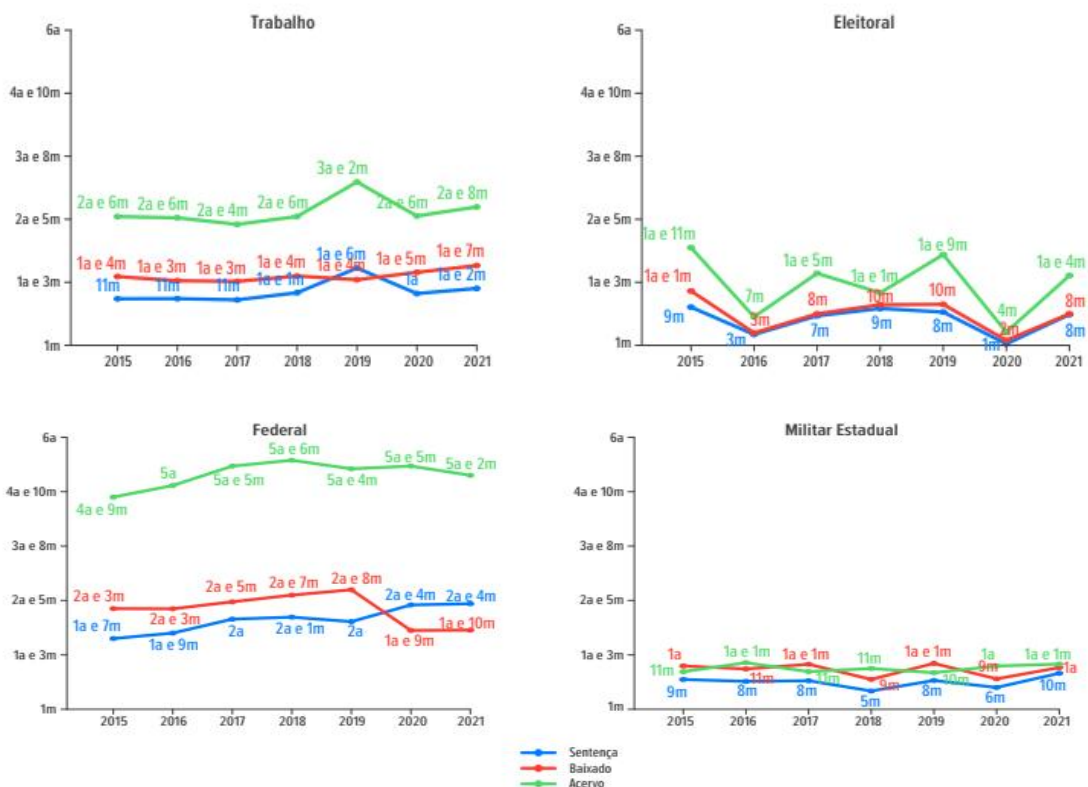 Trabalho
6a
4a e 10m
3a e 8m
2a e 5m
1a e 3m
1m
3a e 2m
2a e 6m 2a e 6m 2a e 4m 2a e 6m 2a e 6m 2a e 8m
1a e 4m 1a e 3m 1a e 3m 1a e 4m 1a e 4m 1a e 5m 1a e 7m
11m 11m 11m 1a e 1m 1a e 6m 1a 1a e 2m
2015 2016 2017 2018 2019 2020 2021
Eleitoral
6a
4a e 10m
3a e 8m
2a e 5m
1a e 3m
1m
1a e 11m 7m 1a e 5m 1a e 1m 1a e 9m 4m 1a e 4m
1a e 1m 3m 8m 10m 10m 2m 8m
9m 3m 7m 9m 8m 1m 8m
2015 2016 2017 2018 2019 2020 2021
Federal
6a
4a e 10m
3a e 8m
2a e 5m
1a e 3m
1m
4a e 9m 5a 5a e 5m 5a e 6m 5a e 4m 5a e 5m 5a e 2m
2a e 3m 2a e 3m 2a e 5m 2a e 7m 2a e 8m 1a e 9m 1a e 10m
1a e 7m 1a e 9m 2a 2a e 1m 2a 2a e 4m 2a e 4m
2015 2016 2017 2018 2019 2020 2021
Militar Estadual
6a
4a e 10m
3a e 8m
2a e 5m
1a e 3m
1m
1a 11m 1a e 1m 9m 1a e 1m 9m 1a
11m 1a e 1m 11m 11m 10m 1a 1a e 1m
9m 8m 8m 5m 8m 6m 10m
2015 2016 2017 2018 2019 2020 2021
Sentença
Baixado
Acervo